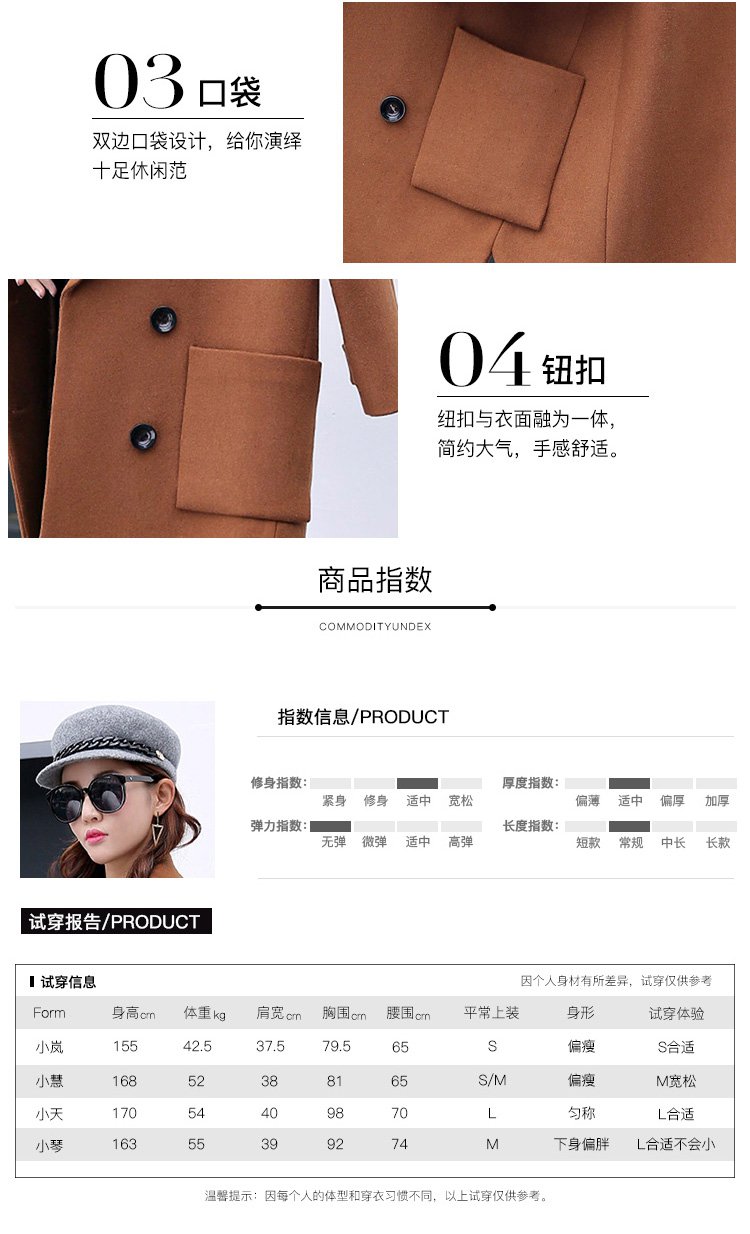 03 口袋
双边口袋设计，给你演绎
十足休闲范
04 钮扣
纽扣与衣面融为一体，
简约大气，手感舒适。
商品指数
COMMODITYUNDEX
指数信息/PRODUCT
修身指数： 紧身 修身 适中 宽松
厚度指数： 偏薄 适中 偏厚 加厚
弹力指数： 无弹 微弹 适中 高弹
长度指数： 短款 常规 中长 长款
试穿报告/PRODUCT
试穿信息 因个人身材有所差异，试穿仅供参考
Form 身高cm 体重kg 肩宽cm 胸围cm 腰围cm 平常上装 身形 试穿体验
小岚 155 42.5 37.5 79.5 65 S 偏瘦 S合适
小慧 168 52 38 81 65 S/M 偏瘦 M宽松
小天 170 54 40 98 70 L 匀称 L合适
小琴 163 55 39 92 74 M 下身偏胖 L合适不会小
温馨提示：因每个人的体型和穿衣习惯不同，以上试穿仅供参考。